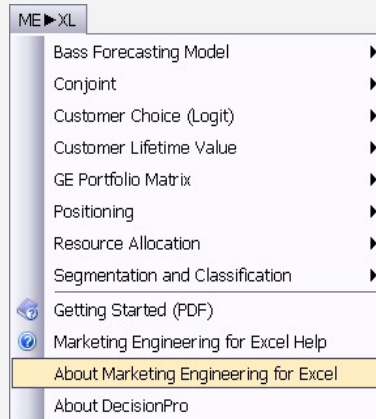 ME▶XL
Bass Forecasting Model
Conjoint
Customer Choice (Logit)
Customer Lifetime Value
GE Portfolio Matrix
Positioning
Resource Allocation
Segmentation and Classification
Getting Started (PDF)
Marketing Engineering for Excel Help
About Marketing Engineering for Excel
About DecisionPro